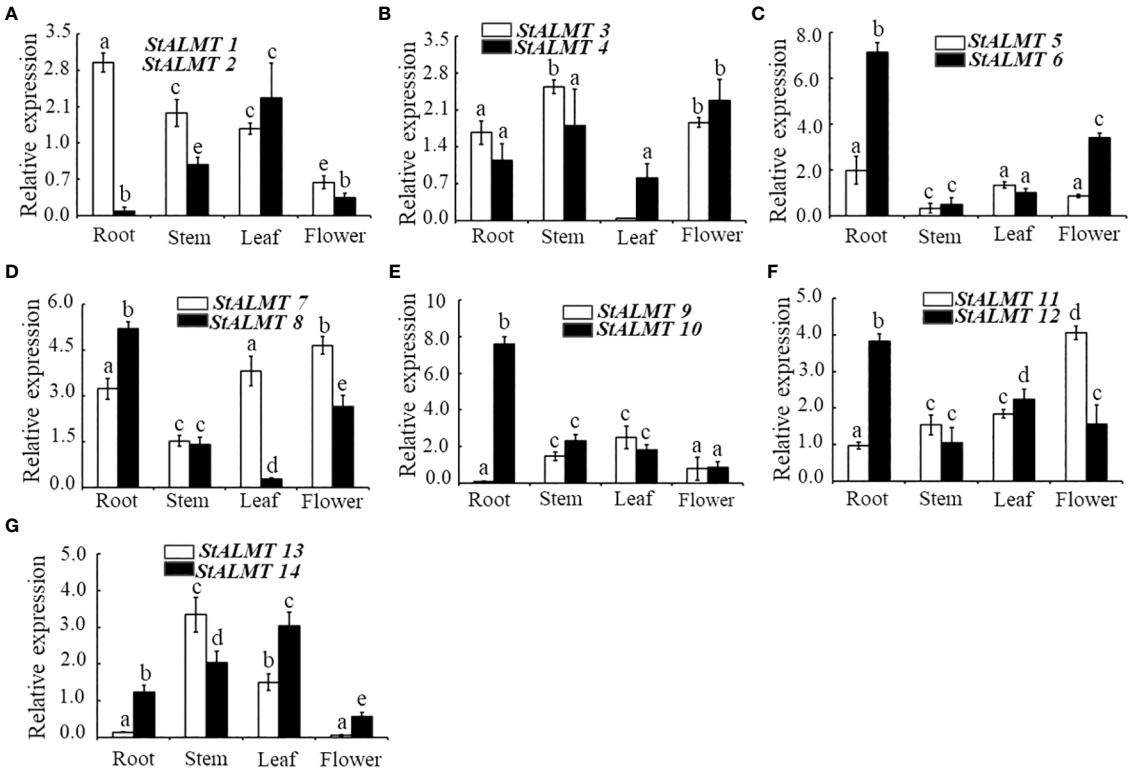 A
Relative expression
3.5
2.8
2.1
1.0
0.7
0.0
StALMT 1
StALMT 2
a b c e c c e b
Root Stem Leaf Flower
B
Relative expression
3.5
2.8
2.1
1.4
0.7
0.0
StALMT 3
StALMT 4
a a b a a b b
Root Stem Leaf Flower
C
Relative expression
8.0
6.0
4.0
2.0
0.0
StALMT 5
StALMT 6
a b c c a a a c
Root Stem Leaf Flower
D
Relative expression
6.0
4.5
3.0
1.5
0.0
StALMT 7
StALMT 8
a b c c a d b e
Root Stem Leaf Flower
E
Relative expression
10
8.0
6.0
4.0
2.0
0.0
StALMT 9
StALMT 10
a b c c c c a a
Root Stem Leaf Flower
F
Relative expression
5.0
4.0
3.0
2.0
1.0
0.0
StALMT 11
StALMT 12
a b c c c d d c
Root Stem Leaf Flower
G
Relative expression
5.0
4.0
3.0
2.0
1.0
0.0
StALMT 13
StALMT 14
a b c d b c a e
Root Stem Leaf Flower